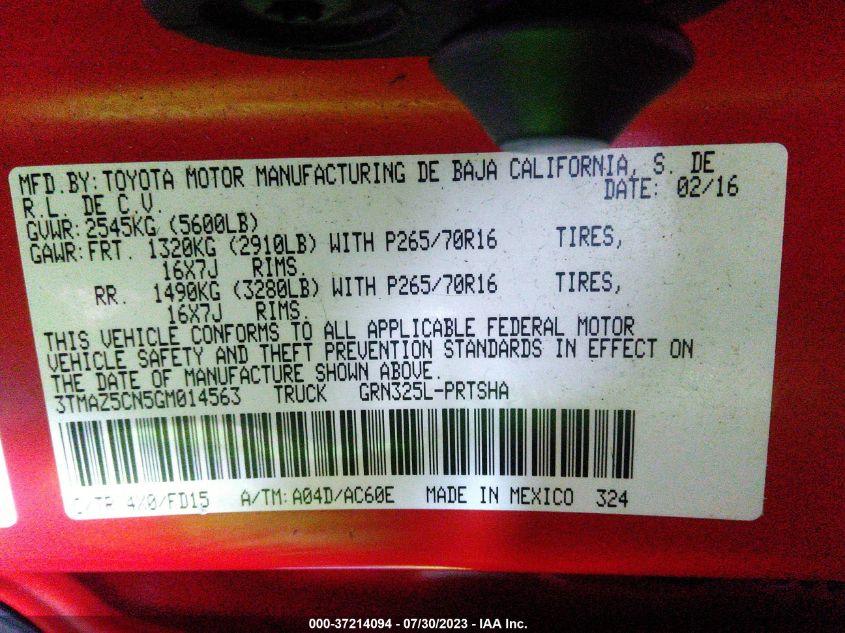 MFD.BY:TOYOTA MOTOR MANUFACTURING DE BAJA CALIFORNIA, S. DE
R.L. DE C.V. DATE: 02/16
GVWR:2545KG (5600LB)
GAWR:FRT. 1320KG (2910LB) WITH P265/70R16 TIRES,
16X7J RIMS.
RR. 1490KG (3280LB) WITH P265/70R16 TIRES,
16X7J RIMS.
THIS VEHICLE CONFORMS TO ALL APPLICABLE FEDERAL MOTOR
VEHICLE SAFETY AND THEFT PREVENTION STANDARDS IN EFFECT ON
THE DATE OF MANUFACTURE SHOWN ABOVE.
3TMAZ5CN5GM014563 TRUCK GRN325L-PRTSHA
C/TR 4/0/FD15 A/TM:A04D/AC60E MADE IN MEXICO 324
000-37214094 - 07/30/2023 - IAA Inc.